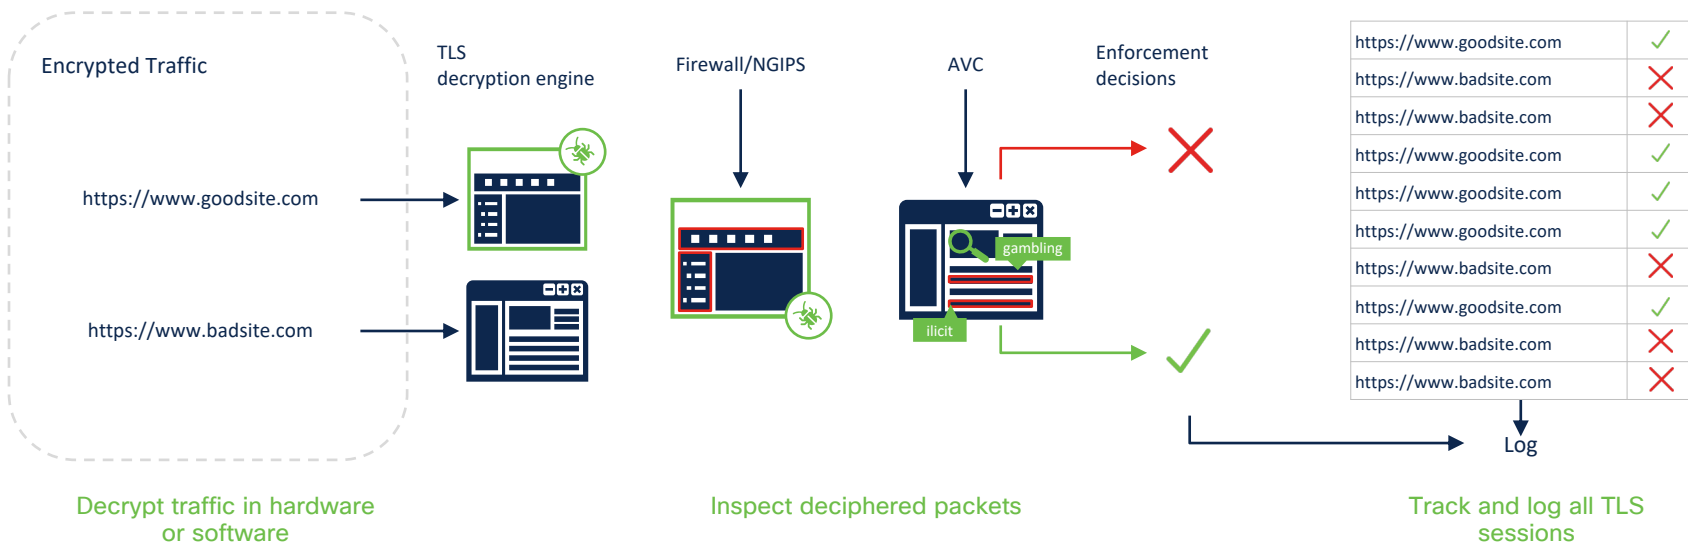 Encrypted Traffic
https://www.goodsite.com
https://www.badsite.com
TLS
decryption engine
Firewall/NGIPS
AVC
gambling
ilicit
Enforcement
decisions
https://www.goodsite.com
https://www.badsite.com
https://www.badsite.com
https://www.goodsite.com
https://www.goodsite.com
https://www.goodsite.com
https://www.badsite.com
https://www.goodsite.com
https://www.badsite.com
https://www.badsite.com
Log
Decrypt traffic in hardware
or software
Inspect deciphered packets
Track and log all TLS
sessions